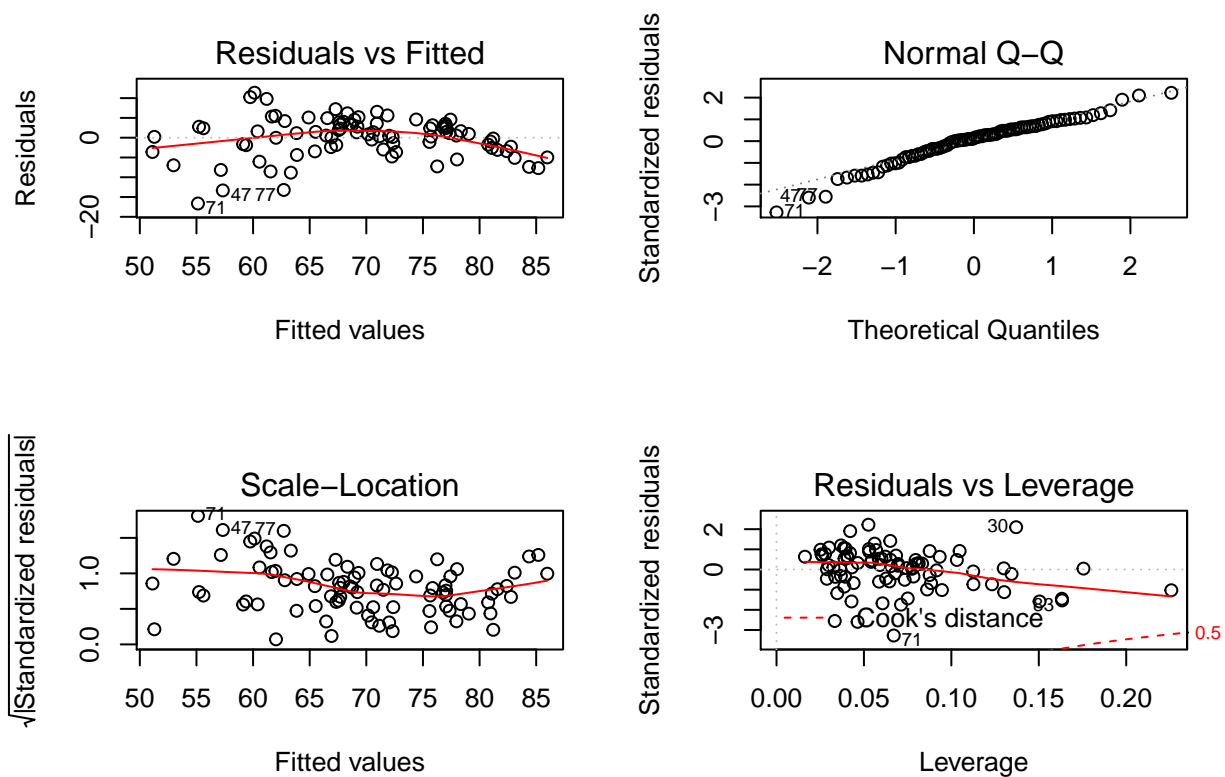 Residuals vs Fitted
Residuals
0
−20
50 55 60 65 70 75 80 85
Fitted values
47 77
71
Normal Q−Q
Standardized residuals
2
0
−3
−2 −1 0 1 2
Theoretical Quantiles
47
77
71
Scale−Location
√|Standardized residuals|
1.0
0.0
50 55 60 65 70 75 80 85
Fitted values
71
47 77
Residuals vs Leverage
Standardized residuals
2
0
−3
0.00 0.05 0.10 0.15 0.20
Leverage
30
Cook's distance
71
0.5